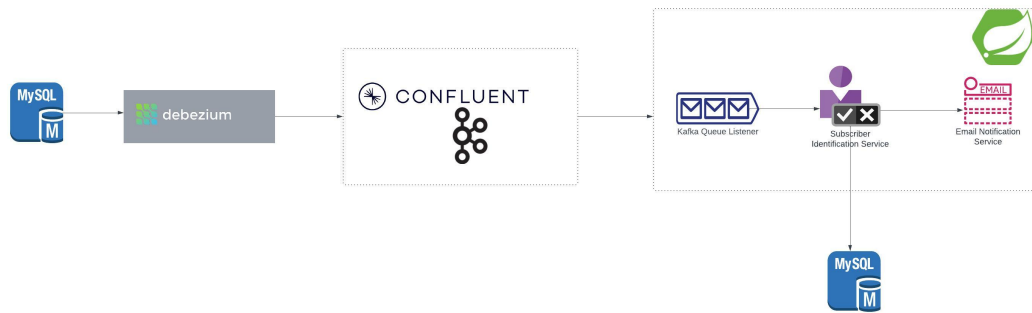 MySQL
M
debezium
CONFLUENT
Kafka Queue Listener
Subscriber
Identification Service
EMAIL
Email Notification
Service
MySQL
M